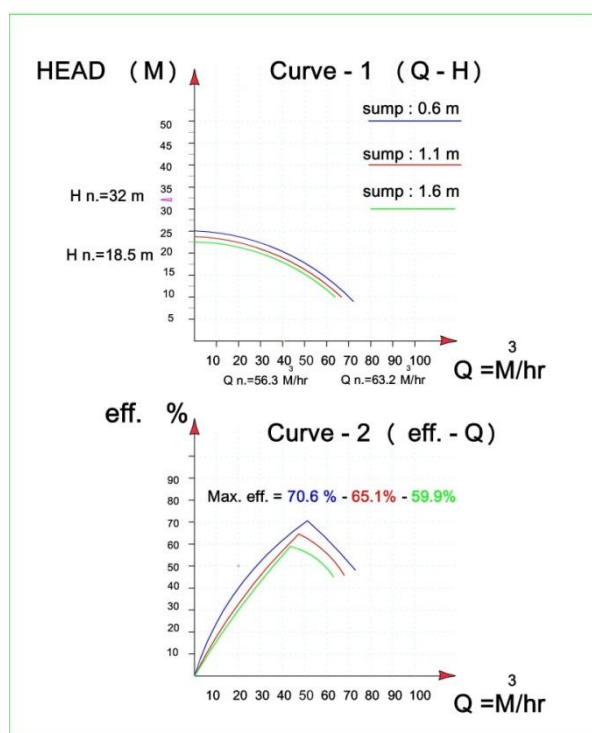 HEAD ( M )
Curve - 1 ( Q - H )
sump : 0.6 m
sump : 1.1 m
sump : 1.6 m
50
45
40
35
30
25
20
15
10
5
H n.=32 m
H n.=18.5 m
10 20 30 40 50 60 70 80 90 100
Q n.=56.3 M/hr
3
Q n.=63.2 M/hr
3
3
Q =M/hr
eff. %
Curve - 2 ( eff. - Q )
Max. eff. = 70.6 % - 65.1% - 59.9%
90
80
70
60
50
40
30
20
10
10 20 30 40 50 60 70 80 90 100
3
Q =M/hr